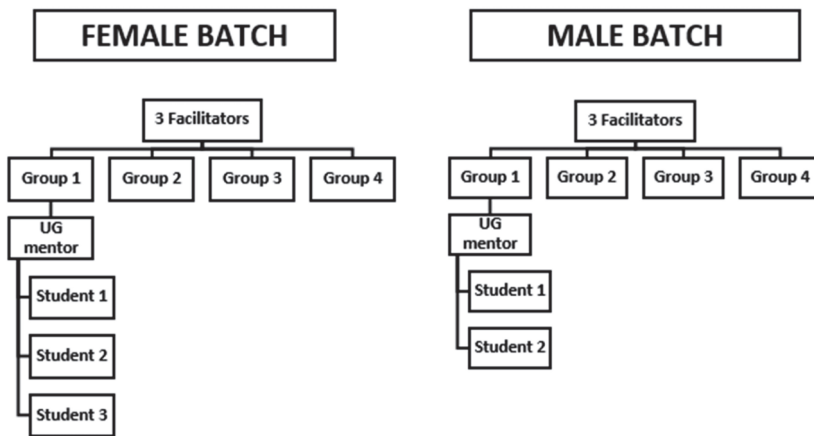 FEMALE BATCH
3 Facilitators
Group 1
Group 2
Group 3
Group 4
UG
mentor
Student 1
Student 2
Student 3
MALE BATCH
3 Facilitators
Group 1
Group 2
Group 3
Group 4
UG
mentor
Student 1
Student 2